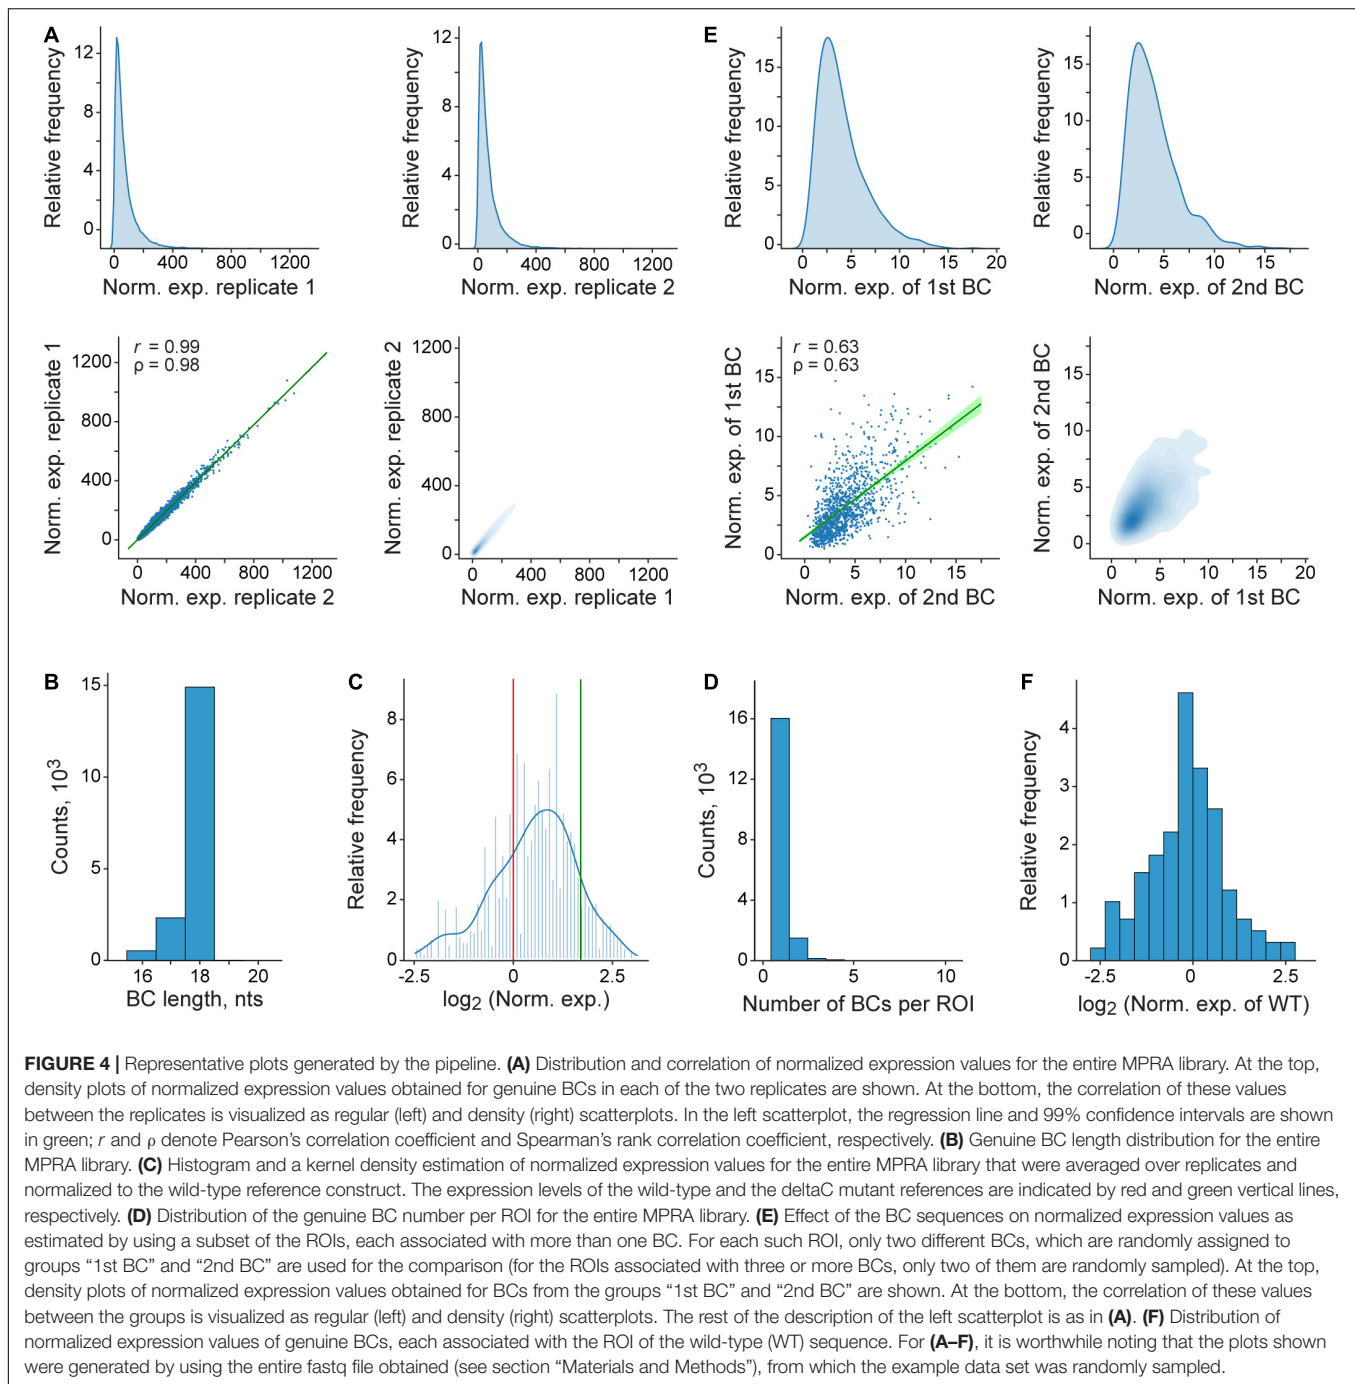 A
Relative frequency
12
8
4
0
0 400 800 1200
Norm. exp. replicate 1
Relative frequency
12
8
4
0
0 400 800 1200
Norm. exp. replicate 2
E
Relative frequency
15
10
5
0
0 5 10 15 20
Norm. exp. of 1st BC
Relative frequency
15
10
5
0
0 5 10 15
Norm. exp. of 2nd BC
Norm. exp. replicate 1
r = 0.99
ρ = 0.98
1200
800
400
0
0 400 800 1200
Norm. exp. replicate 2
Norm. exp. replicate 2
1200
800
400
0
0 400 800 1200
Norm. exp. replicate 1
Norm. exp. of 1st BC
r = 0.63
ρ = 0.63
15
10
5
0
0 5 10 15
Norm. exp. of 2nd BC
Norm. exp. of 2nd BC
15
10
5
0
0 5 10 15 20
Norm. exp. of 1st BC
B
Counts, 10³
15
10
5
0
16 18 20
BC length, nts
C
Relative frequency
8
6
4
2
0
-2.5 0 2.5
log₂ (Norm. exp.)
D
Counts, 10³
16
12
8
4
0
0 5 10
Number of BCs per ROI
F
Relative frequency
4
3
2
1
0
-2.5 0 2.5
log₂ (Norm. exp. of WT)
FIGURE 4 | Representative plots generated by the pipeline. (A) Distribution and correlation of normalized expression values for the entire MPRA library. At the top,
density plots of normalized expression values obtained for genuine BCs in each of the two replicates are shown. At the bottom, the correlation of these values
between the replicates is visualized as regular (left) and density (right) scatterplots. In the left scatterplot, the regression line and 99% confidence intervals are shown
in green; r and ρ denote Pearson's correlation coefficient and Spearman's rank correlation coefficient, respectively. (B) Genuine BC length distribution for the entire
MPRA library. (C) Histogram and a kernel density estimation of normalized expression values for the entire MPRA library that were averaged over replicates and
normalized to the wild-type reference construct. The expression levels of the wild-type and the deltaC mutant references are indicated by red and green vertical lines,
respectively. (D) Distribution of the genuine BC number per ROI for the entire MPRA library. (E) Effect of the BC sequences on normalized expression values as
estimated by using a subset of the ROIs, each associated with more than one BC. For each such ROI, only two different BCs, which are randomly assigned to
groups “1st BC” and “2nd BC” are used for the comparison (for the ROIs associated with three or more BCs, only two of them are randomly sampled). At the top,
density plots of normalized expression values obtained for BCs from the groups “1st BC” and “2nd BC” are shown. At the bottom, the correlation of these values
between the groups is visualized as regular (left) and density (right) scatterplots. The rest of the description of the left scatterplot is as in (A). (F) Distribution of
normalized expression values of genuine BCs, each associated with the ROI of the wild-type (WT) sequence. For (A–F), it is worthwhile noting that the plots shown
were generated by using the entire fastq file obtained (see section “Materials and Methods”), from which the example data set was randomly sampled.